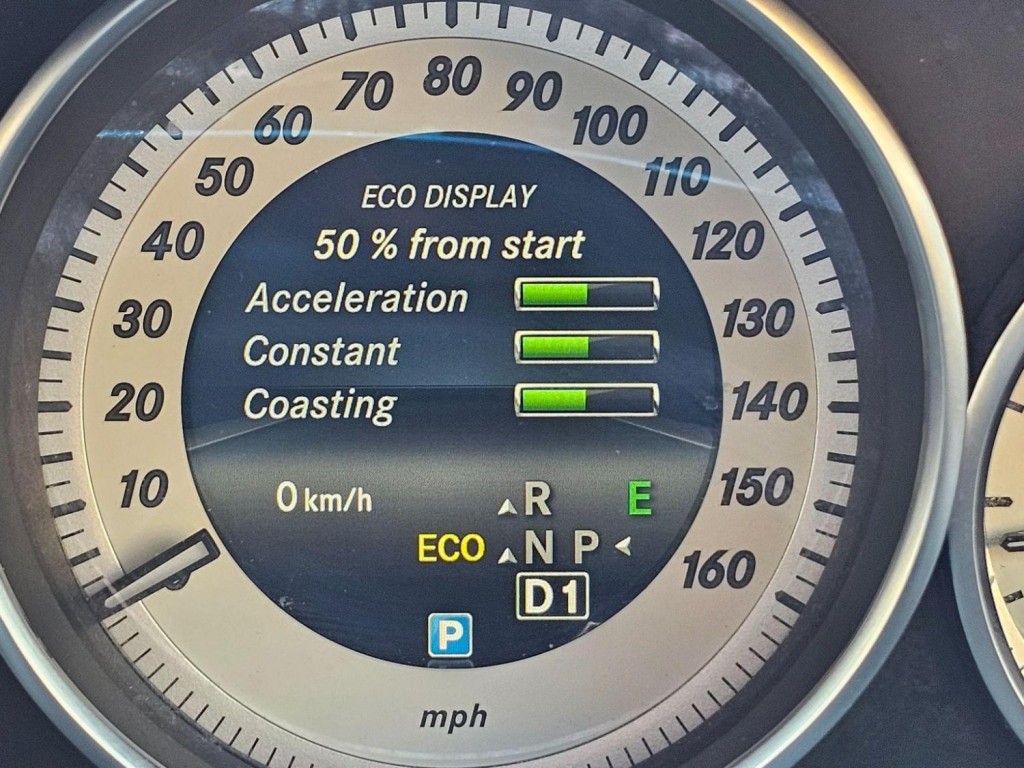 10
20
30
40
50
60
70
80
90
100
110
120
130
140
150
160
ECO DISPLAY
50 % from start
Acceleration
Constant
Coasting
0 km/h
R E
ECO N P
D1
P
mph